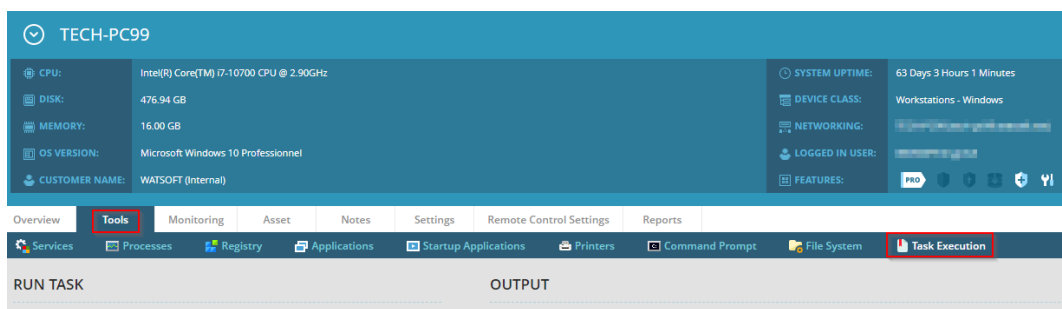 TECH-PC99
CPU: Intel(R) Core(TM) i7-10700 CPU @ 2.90GHz SYSTEM UPTIME: 63 Days 3 Hours 1 Minutes
DISK: 476.94 GB DEVICE CLASS: Workstations - Windows
MEMORY: 16.00 GB NETWORKING:
OS VERSION: Microsoft Windows 10 Professionnel LOGGED IN USER:
CUSTOMER NAME: WATSOFT (Internal) FEATURES: PRO
Overview Tools Monitoring Asset Notes Settings Remote Control Settings Reports
Services Processes Registry Applications Startup Applications Printers Command Prompt File System Task Execution
RUN TASK OUTPUT